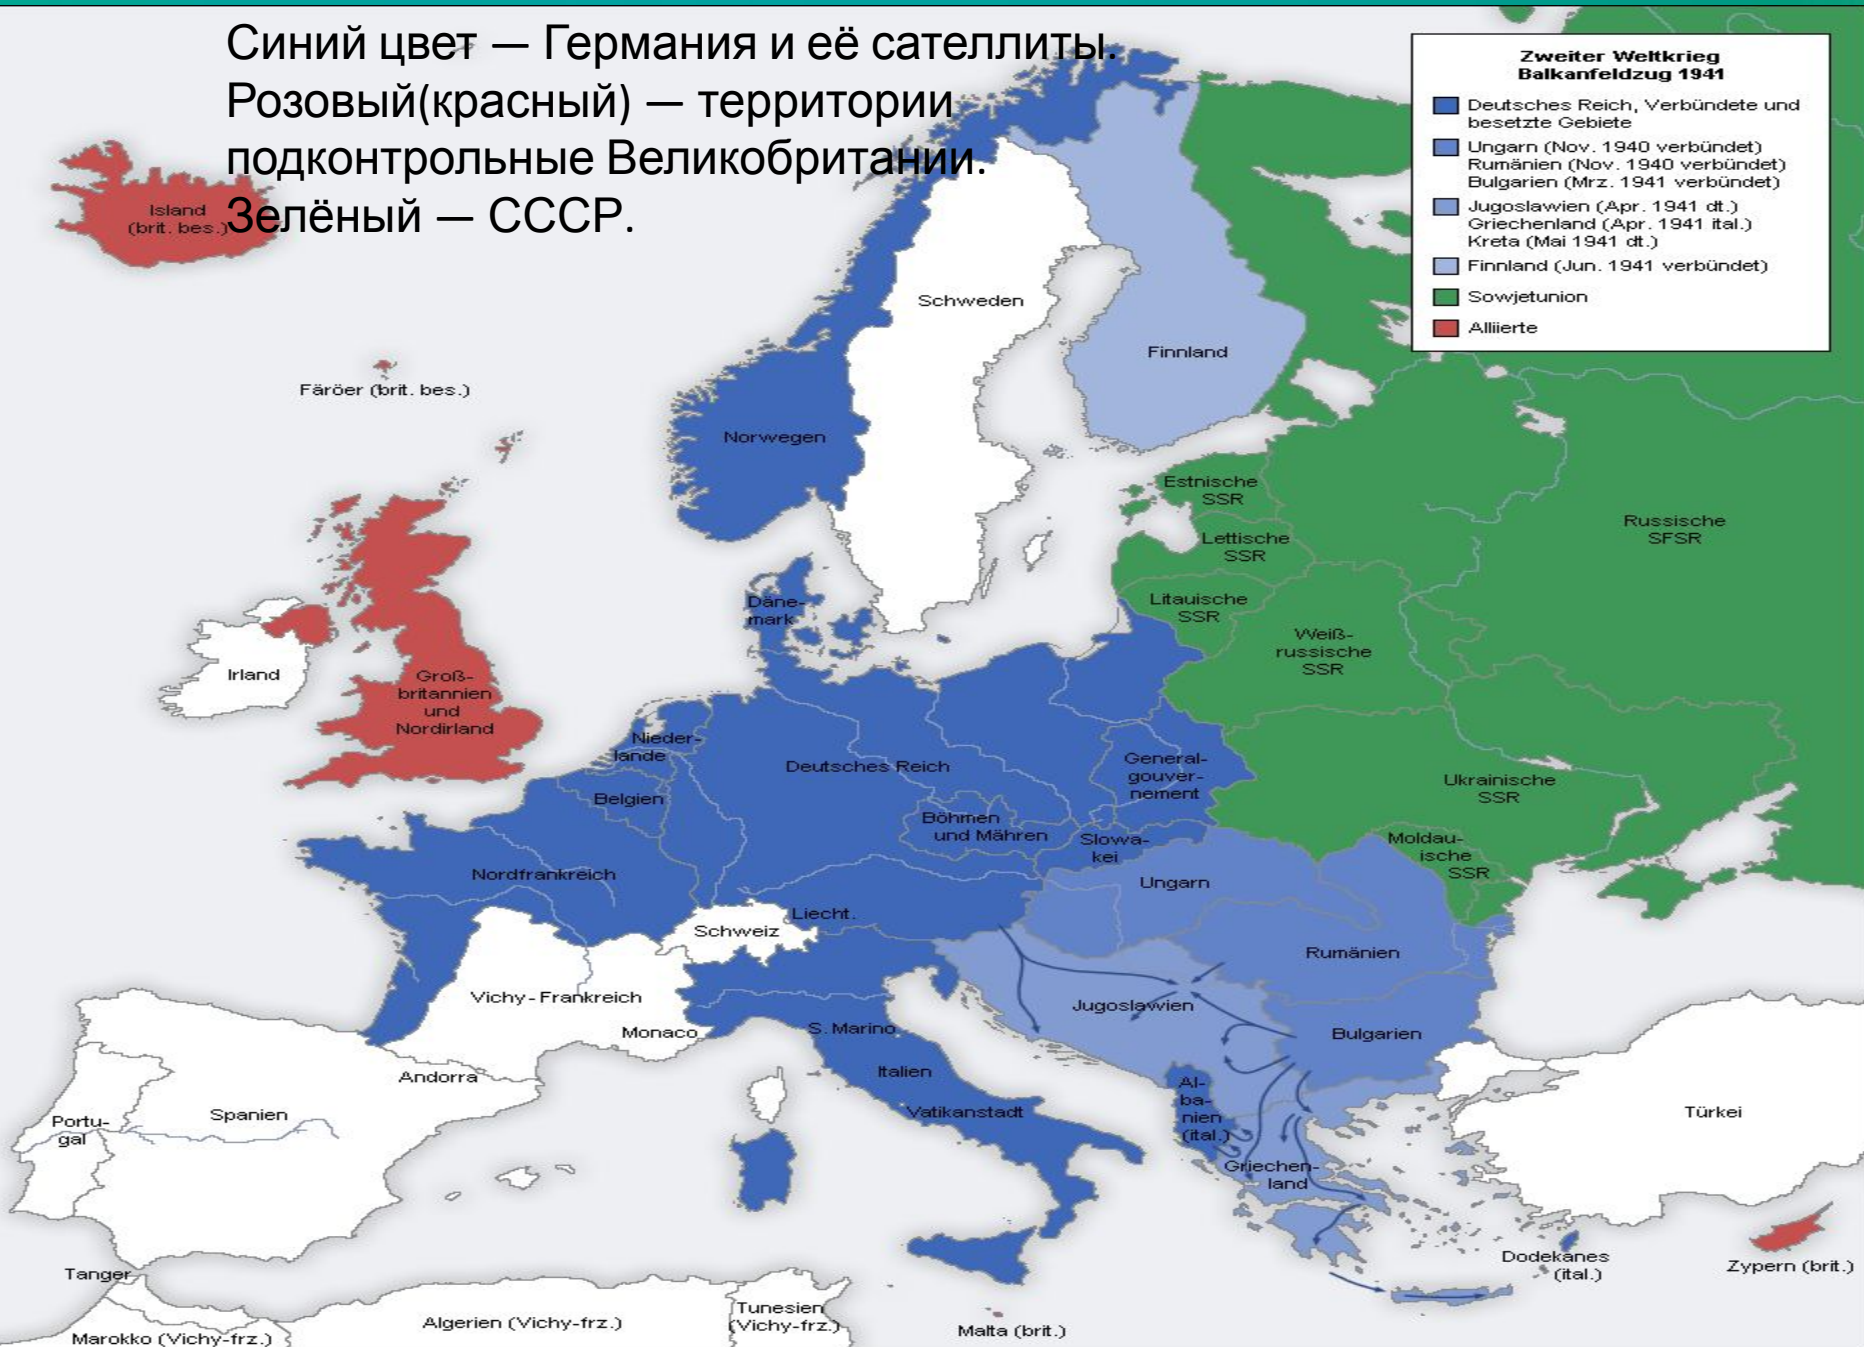 Синий цвет — Германия и её сателлиты.
Розовый(красный) — территории
подконтрольные Великобритании.
Зелёный — СССР.
Zweiter Weltkrieg
Balkanfeldzug 1941
Deutsches Reich, Verbündete und
besetzte Gebiete
Ungarn (Nov. 1940 verbündet)
Rumänien (Nov. 1940 verbündet)
Bulgarien (Mrz. 1941 verbündet)
Jugoslawien (Apr. 1941 dt.)
Griechenland (Apr. 1941 ital.)
Kreta (Mai 1941 dt.)
Finnland (Jun. 1941 verbündet)
Sowjetunion
Alliierte
Island
(brit. bes.)
Schweden
Finnland
Färöer (brit. bes.)
Norwegen
Estnische
SSR
Lettische
SSR
Russische
SFSR
Litauische
SSR
Däne-
mark
Weiß-
russische
SSR
Irland
Groß-
britannien
und
Nordirland
Nieder-
lande
Belgien
Deutsches Reich
General-
gouver-
nement
Ukrainische
SSR
Böhmen
und Mähren
Slowa-
kei
Moldau-
ische
SSR
Nordfrankreich
Ungarn
Liecht.
Schweiz
Rumänien
Vichy-Frankreich
Jugoslawien
Monaco
S. Marino
Bulgarien
Andorra
Italien
Al-
ba-
nien
(ital.)
Portu-
gal
Spanien
Vatikanstadt
Türkei
Griechen-
land
Dodekanes
(ital.)
Zypern (brit.)
Tanger
Marokko (Vichy-frz.)
Algerien (Vichy-frz.)
Tunesien
(Vichy-frz.)
Malta (brit.)